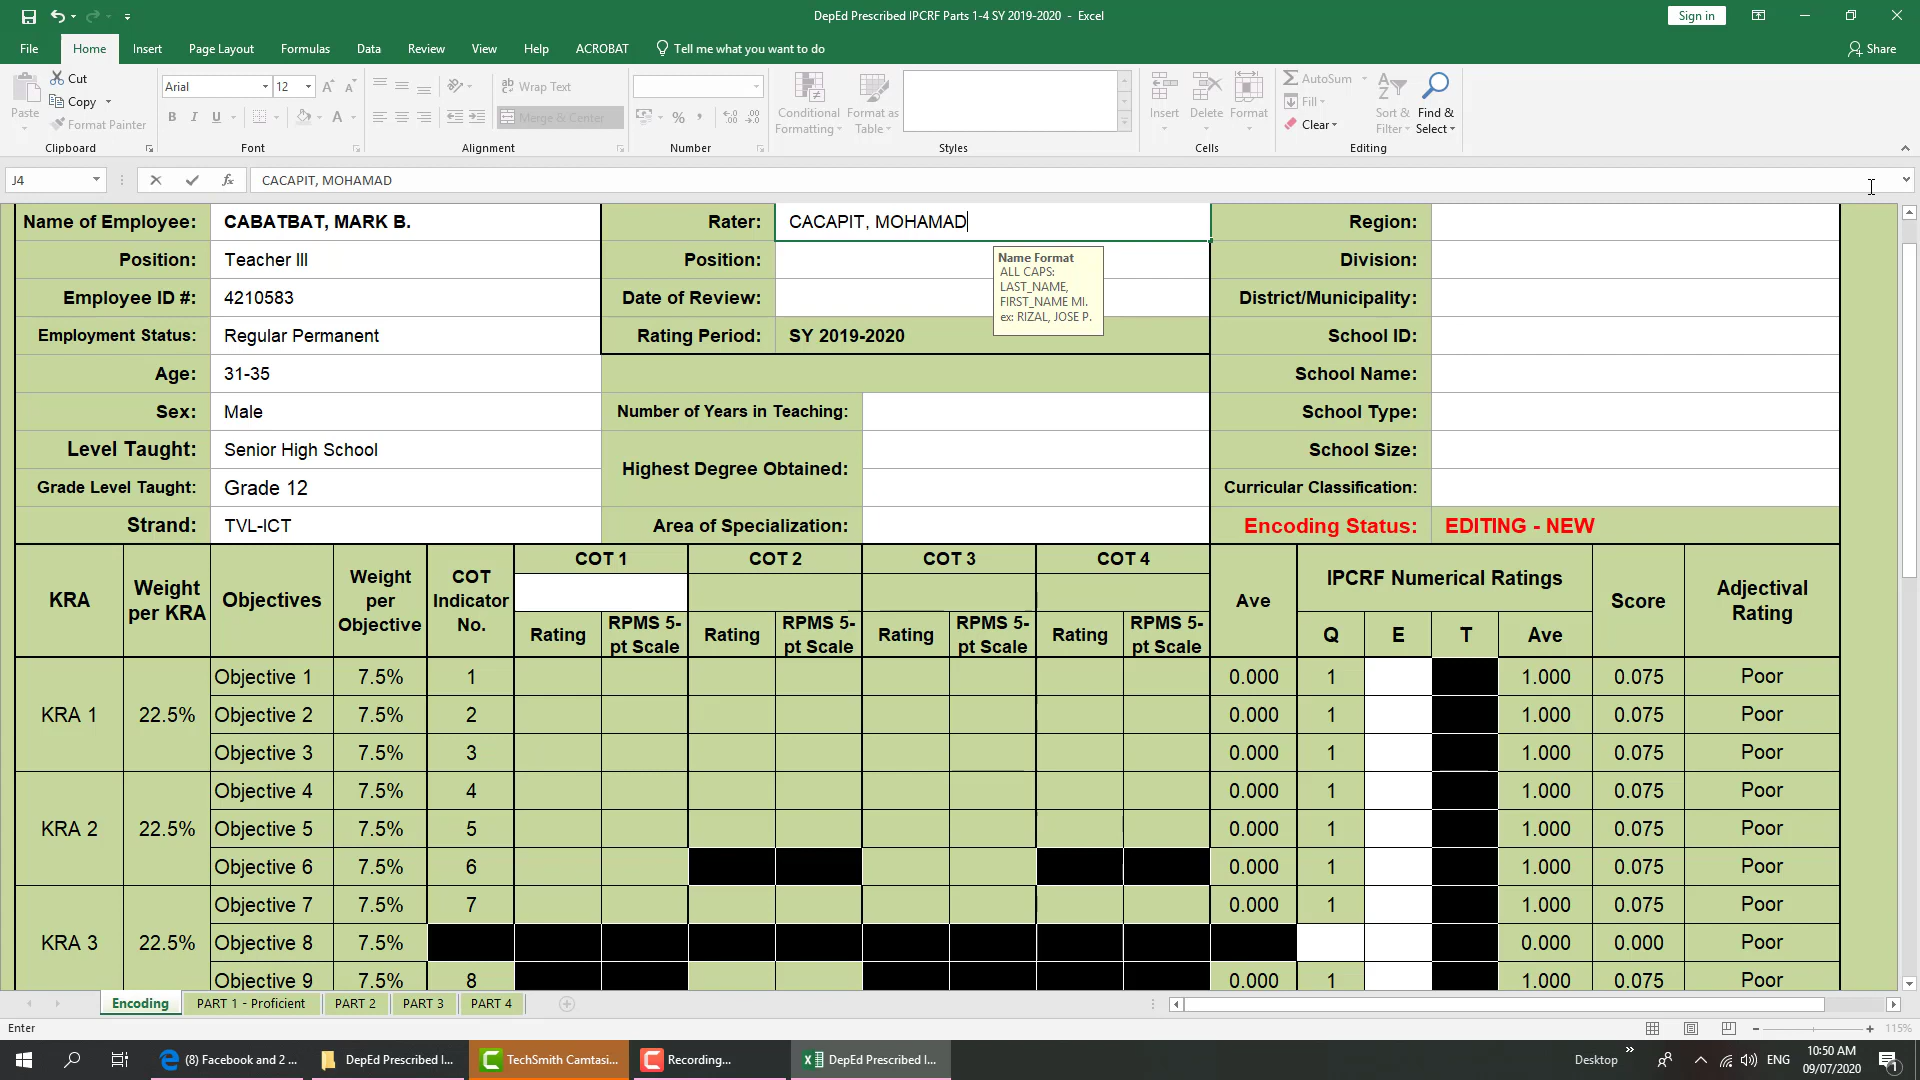 DepEd Prescribed IPCRF Parts 1-4 SY 2019-2020 - Excel
Sign in
File Home Insert Page Layout Formulas Data Review View Help ACROBAT Tell me what you want to do Share
Paste
Cut
Copy
Format Painter
Clipboard
Arial 12
B I U
Font
Wrap Text
Merge & Center
Alignment
%
Number
Conditional Formatting
Format as Table
Styles
Insert Delete Format
Cells
AutoSum
Fill
Clear
Sort & Filter
Find & Select
Editing
J4 fx CACAPIT, MOHAMAD
Name of Employee: CABATBAT, MARK B. Rater: CACAPIT, MOHAMAD Region:
Position: Teacher III Position: Division:
Employee ID #: 4210583 Date of Review: District/Municipality:
Employment Status: Regular Permanent Rating Period: SY 2019-2020 School ID:
Name Format
ALL CAPS:
LAST_NAME,
FIRST_NAME MI.
ex: RIZAL, JOSE P.
Age: 31-35 School Name:
Sex: Male Number of Years in Teaching: School Type:
Level Taught: Senior High School Highest Degree Obtained: School Size:
Grade Level Taught: Grade 12 Curricular Classification:
Strand: TVL-ICT Area of Specialization: Encoding Status: EDITING - NEW
KRA Weight per KRA Objectives Weight per Objective COT Indicator No. COT 1 COT 2 COT 3 COT 4 Ave IPCRF Numerical Ratings Score Adjectival Rating
Rating RPMS 5-pt Scale Rating RPMS 5-pt Scale Rating RPMS 5-pt Scale Rating RPMS 5-pt Scale Q E T Ave
KRA 1 22.5%
Objective 1 7.5% 1 0.000 1 1.000 0.075 Poor
Objective 2 7.5% 2 0.000 1 1.000 0.075 Poor
Objective 3 7.5% 3 0.000 1 1.000 0.075 Poor
KRA 2 22.5%
Objective 4 7.5% 4 0.000 1 1.000 0.075 Poor
Objective 5 7.5% 5 0.000 1 1.000 0.075 Poor
Objective 6 7.5% 6 0.000 1 1.000 0.075 Poor
KRA 3 22.5%
Objective 7 7.5% 7 0.000 1 1.000 0.075 Poor
Objective 8 7.5% 0.000 0.000 Poor
Objective 9 7.5% 8 0.000 1 1.000 0.075 Poor
Encoding PART 1 - Proficient PART 2 PART 3 PART 4
Enter 115%
(8) Facebook and 2 ... DepEd Prescribed I... TechSmith Camtasi... Recording... DepEd Prescribed I... Desktop ENG 10:50 AM
09/07/2020
1